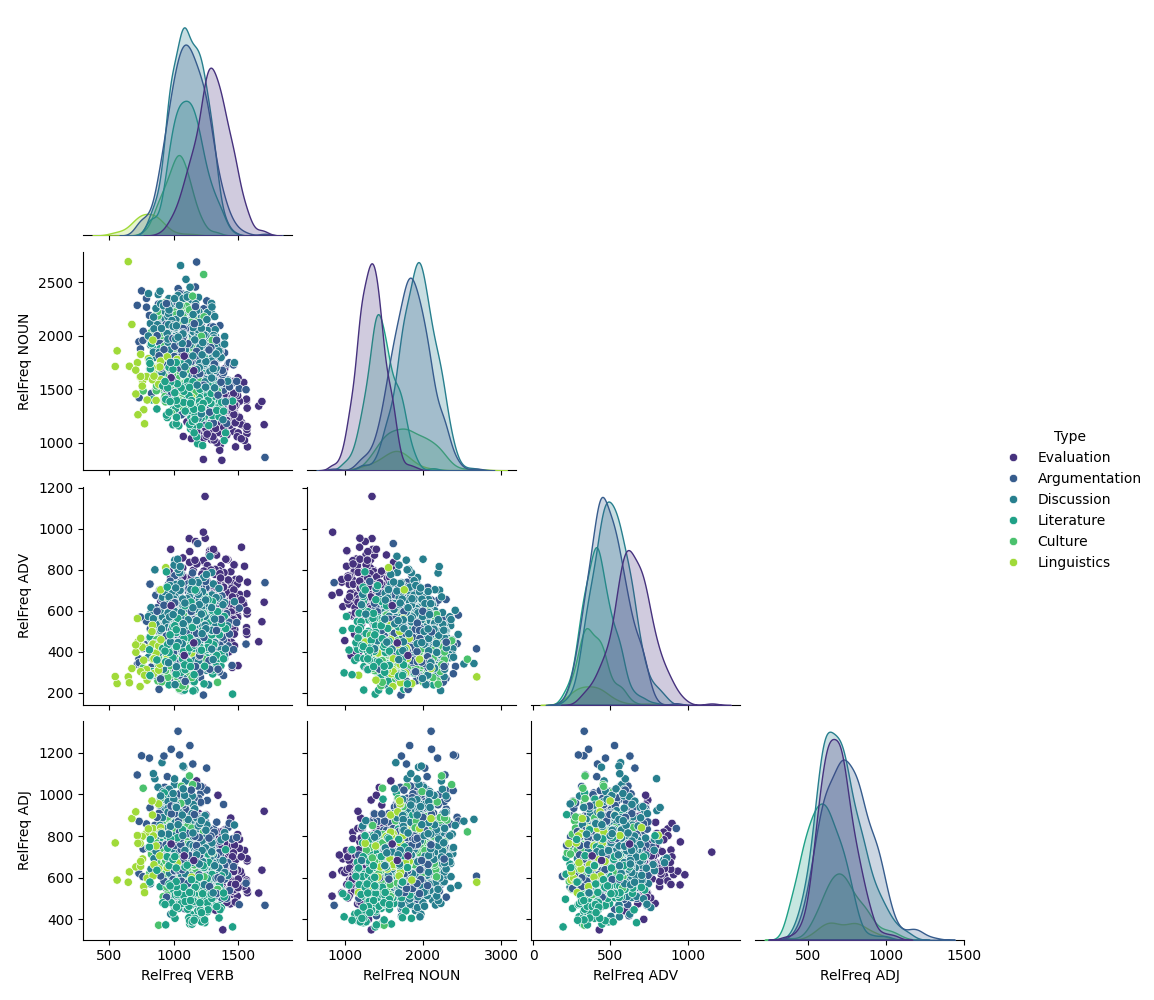 2500
2000
1500
1000
RelFreq NOUN
Type
Evaluation
Argumentation
Discussion
Literature
Culture
Linguistics
1200
1000
800
600
400
200
RelFreq ADV
1200
1000
800
600
400
RelFreq ADJ
500 1000 1500
RelFreq VERB
1000 2000 3000
RelFreq NOUN
0 500 1000
RelFreq ADV
500 1000 1500
RelFreq ADJ